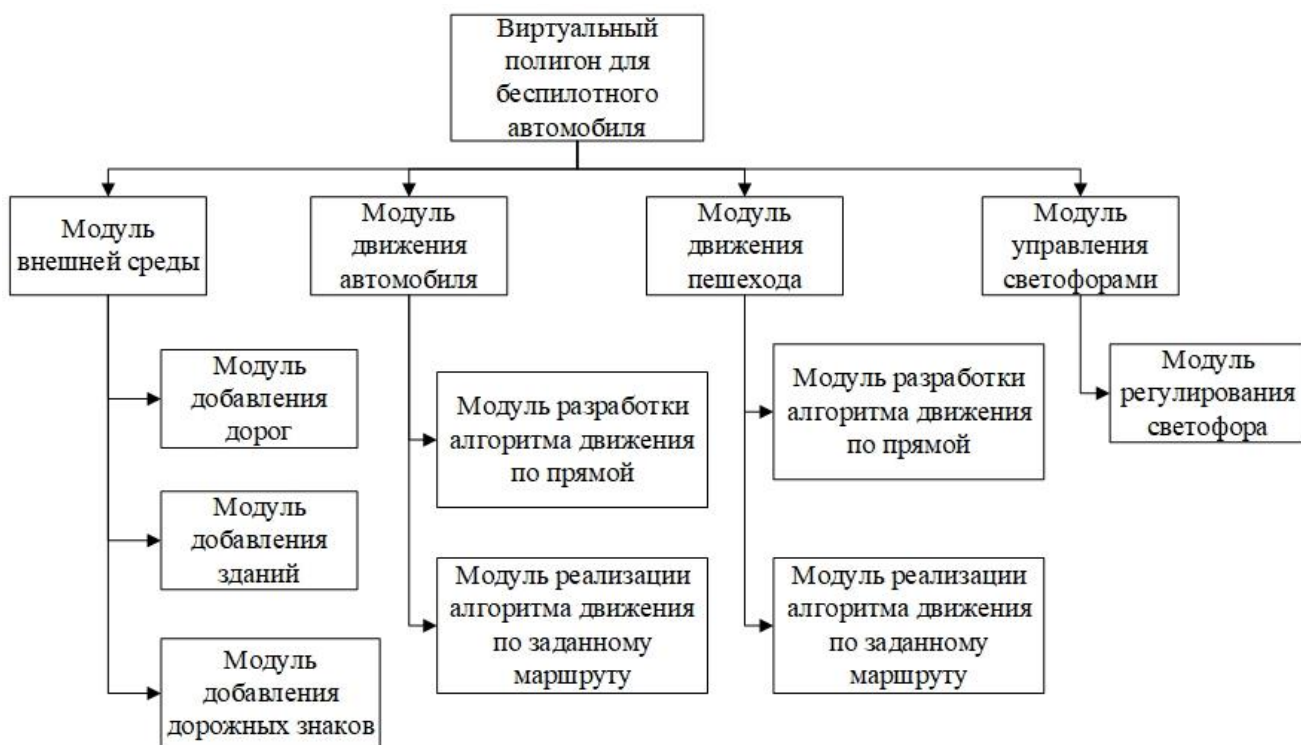 Виртуальный
полигон для
беспилотного
автомобиля
Модуль
внешней среды
Модуль
движения
автомобиля
Модуль
движения
пешехода
Модуль
управления
светофорами
Модуль
добавления
дорог
Модуль
добавления
зданий
Модуль
добавления
дорожных знаков
Модуль разработки
алгоритма движения
по прямой
Модуль реализации
алгоритма движения
по заданному
маршруту
Модуль разработки
алгоритма движения
по прямой
Модуль реализации
алгоритма движения
по заданному
маршруту
Модуль
регулирования
светофора